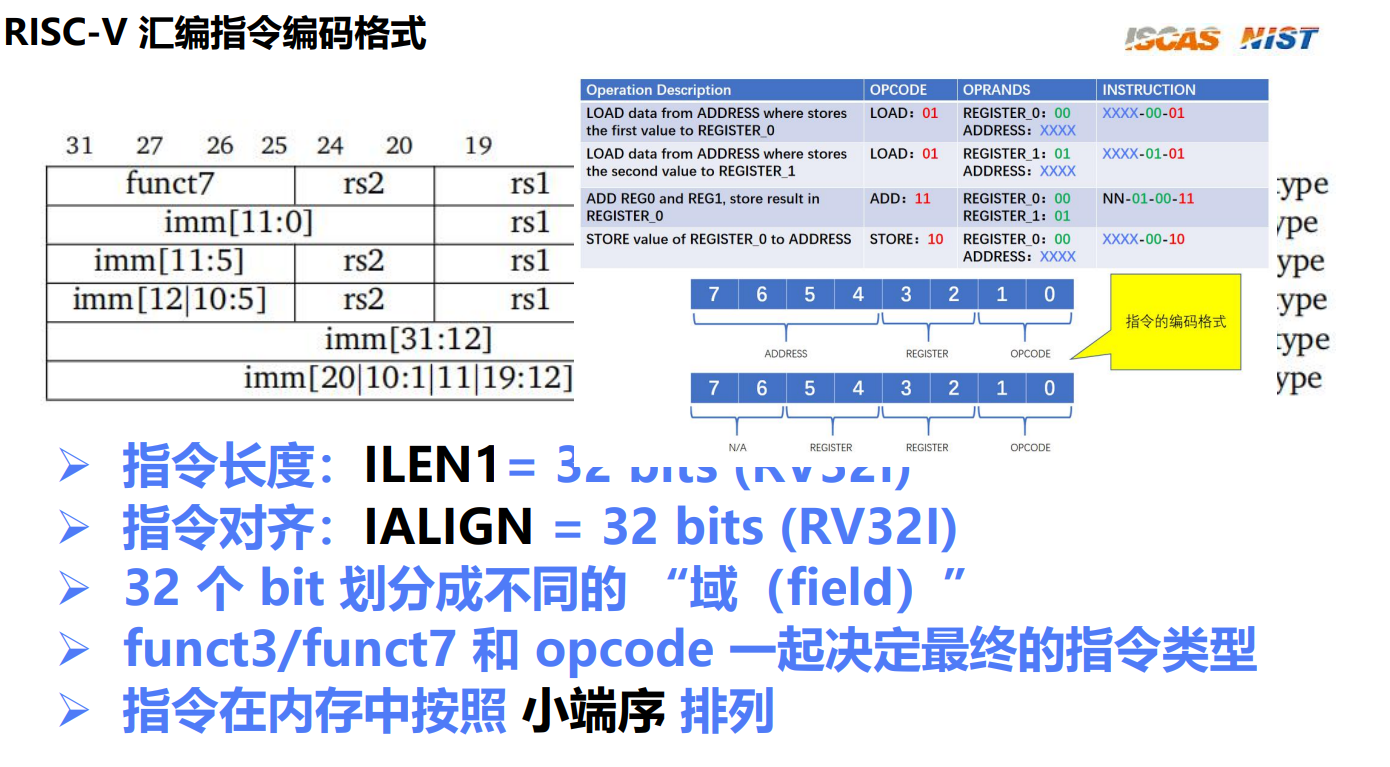 RISC-V 汇编指令编码格式
ISCAS NIST
31 27 26 25 24 20 19
funct7 rs2 rs1
imm[11:0] rs1
imm[11:5] rs2 rs1
imm[12|10:5] rs2 rs1
imm[31:12]
imm[20|10:1|11|19:12]
Operation Description OPCODE OPRANDS INSTRUCTION
LOAD data from ADDRESS where stores
the first value to REGISTER_0
LOAD：01
REGISTER_0：00
ADDRESS：XXXX
XXXX-00-01
LOAD data from ADDRESS where stores
the second value to REGISTER_1
LOAD：01
REGISTER_1：01
ADDRESS：XXXX
XXXX-01-01
ADD REG0 and REG1, store result in
REGISTER_0
ADD：11
REGISTER_0：00
REGISTER_1：01
NN-01-00-11
STORE value of REGISTER_0 to ADDRESS
STORE：10
REGISTER_0：00
ADDRESS：XXXX
XXXX-00-10
7 6 5 4 3 2 1 0
ADDRESS REGISTER OPCODE
7 6 5 4 3 2 1 0
N/A REGISTER REGISTER OPCODE
指令的编码格式
type
ype
ype
type
type
ype
指令长度：ILEN1 = 32 bits (RV32I)
指令对齐：IALIGN = 32 bits (RV32I)
32 个 bit 划分成不同的 “域（field）”
funct3/funct7 和 opcode 一起决定最终的指令类型
指令在内存中按照 小端序 排列